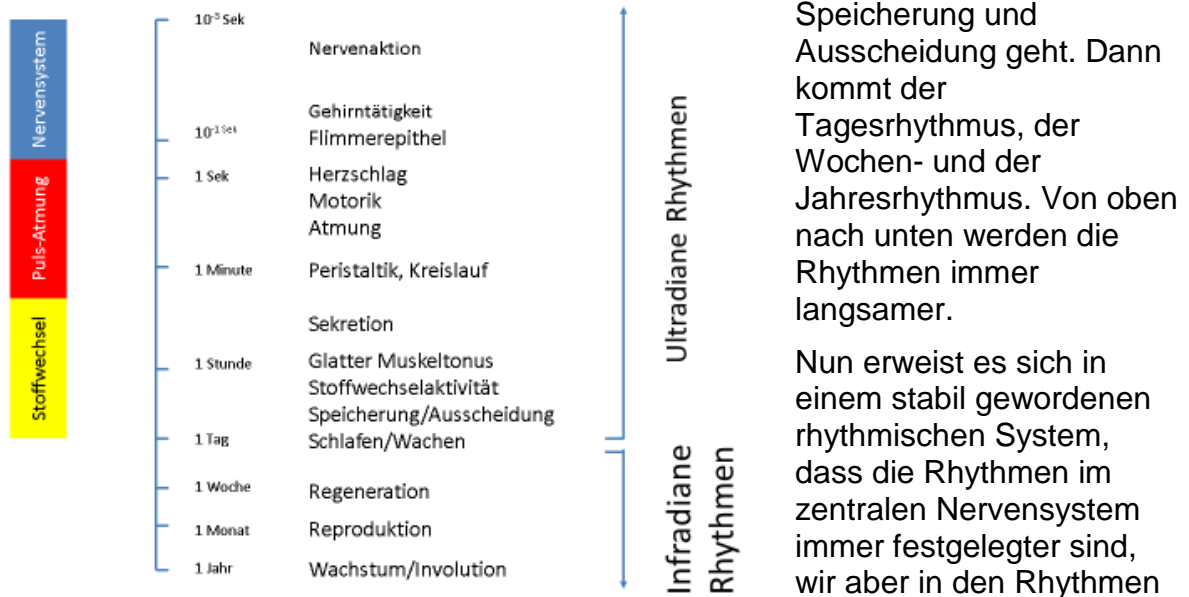 Nervensystem
Puls-Atmung
Stoffwechsel
10⁻³ Sek
Nervenaktion
Gehirntätigkeit
10⁻¹ Sek
Flimmerepithel
1 Sek
Herzschlag
Motorik
Atmung
1 Minute
Peristaltik, Kreislauf
Sekretion
1 Stunde
Glatter Muskeltonus
Stoffwechselaktivität
Speicherung/Ausscheidung
1 Tag
Schlafen/Wachen
1 Woche
Regeneration
1 Monat
Reproduktion
1 Jahr
Wachstum/Involution
Ultradiane Rhythmen
Infradiane
Rhythmen
Speicherung und
Ausscheidung geht. Dann
kommt der
Tagesrhythmus, der
Wochen- und der
Jahresrhythmus. Von oben
nach unten werden die
Rhythmen immer
langsamer.
Nun erweist es sich in
einem stabil gewordenen
rhythmischen System,
dass die Rhythmen im
zentralen Nervensystem
immer festgelegter sind,
wir aber in den Rhythmen